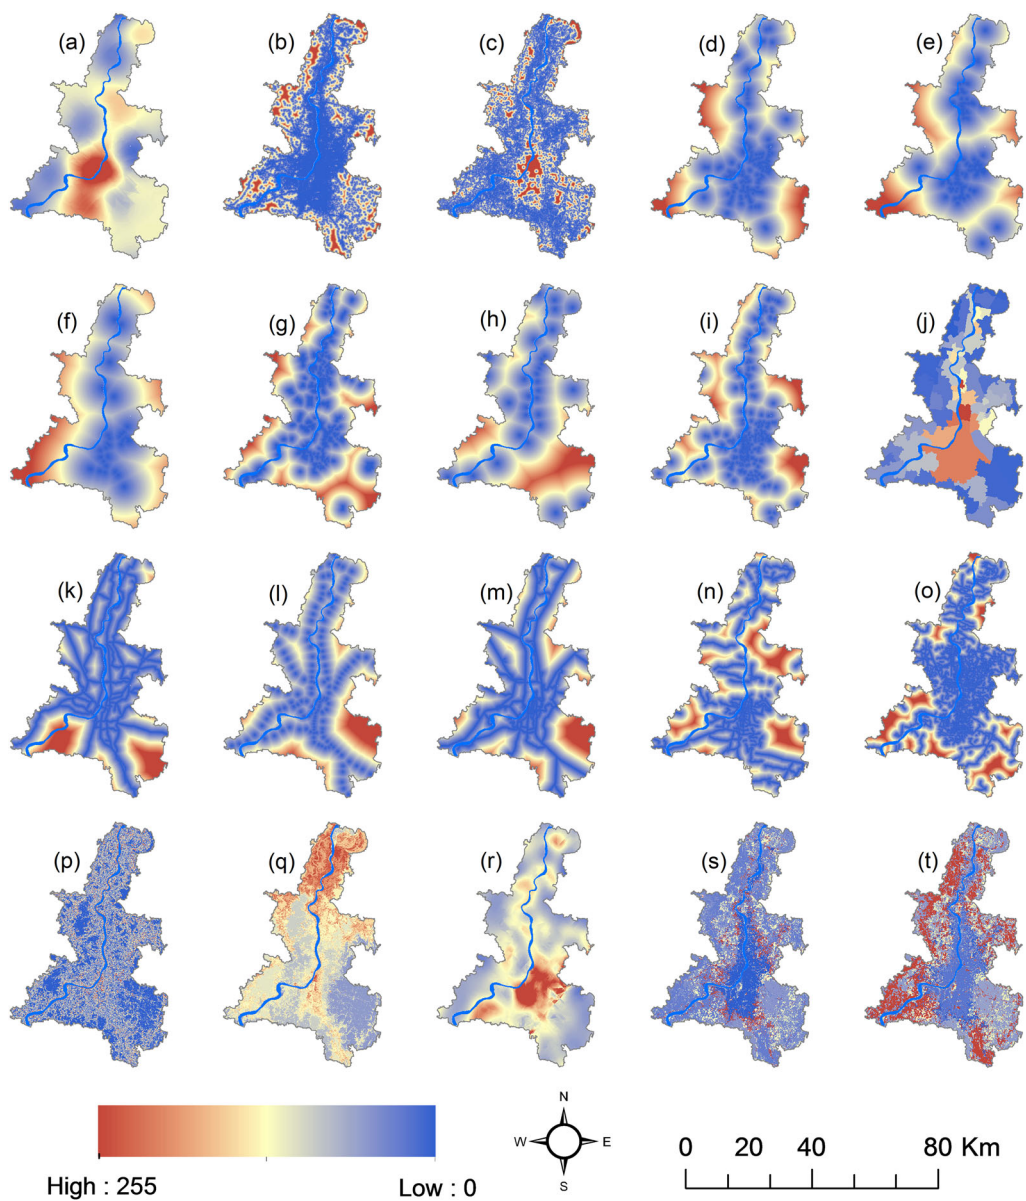 (a) (b) (c) (d) (e)
(f) (g) (h) (i) (j)
(k) (l) (m) (n) (o)
(p) (q) (r) (s) (t)
N
W E
S
0 20 40 80 Km
High : 255 Low : 0